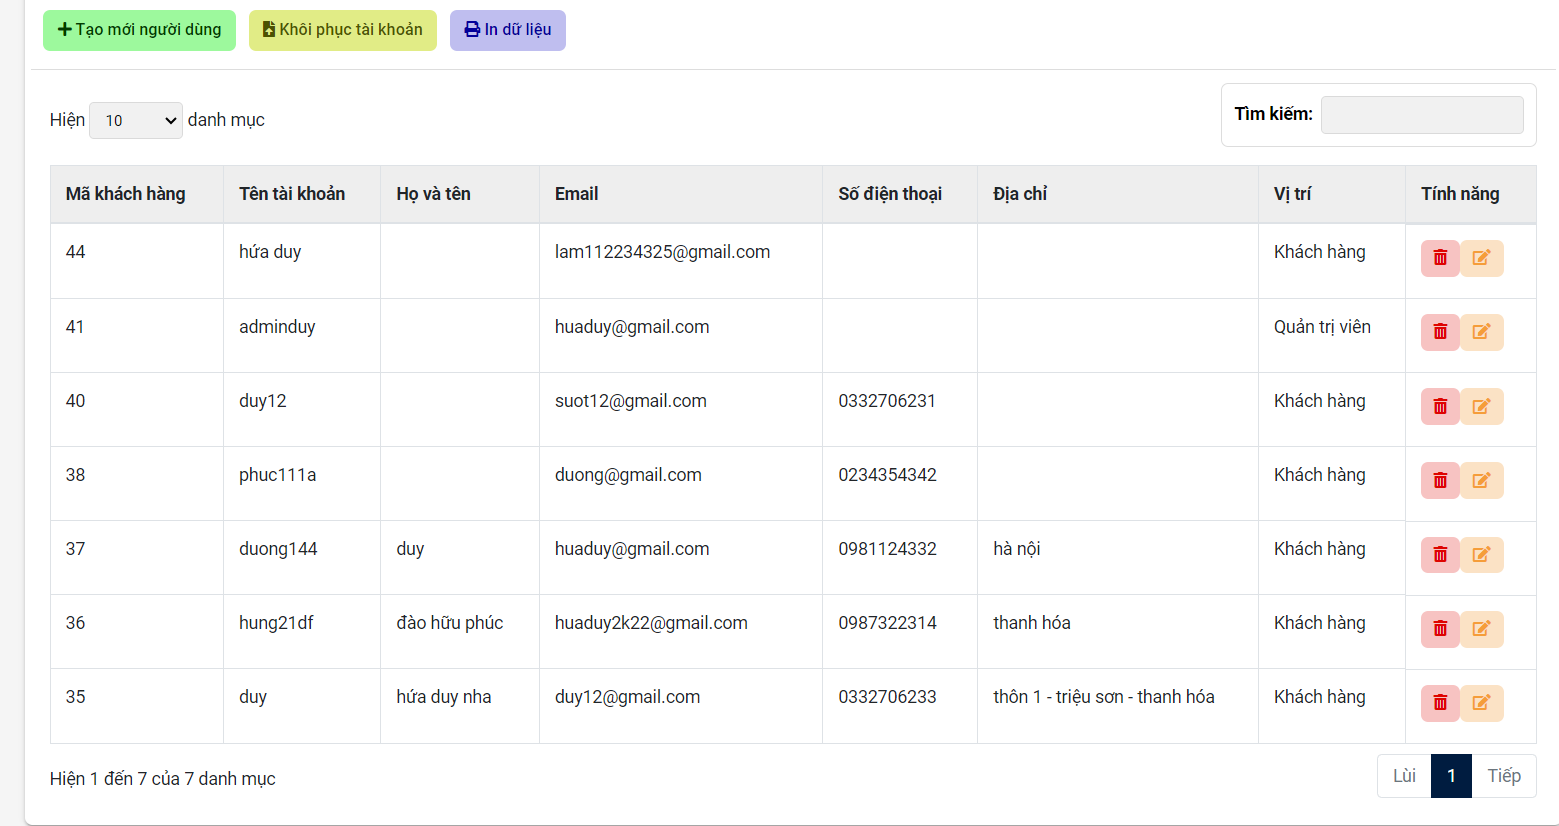 Tạo mới người dùng Khôi phục tài khoản In dữ liệu
Hiện 10 danh mục Tìm kiếm:
Mã khách hàng Tên tài khoản Họ và tên Email Số điện thoại Địa chỉ Vị trí Tính năng
44 hứa duy lam112234325@gmail.com Khách hàng
41 adminduy huaduy@gmail.com Quản trị viên
40 duy12 suot12@gmail.com 0332706231 Khách hàng
38 phuc111a duong@gmail.com 0234354342 Khách hàng
37 duong144 duy huaduy@gmail.com 0981124332 hà nội Khách hàng
36 hung21df đào hữu phúc huaduy2k22@gmail.com 0987322314 thanh hóa Khách hàng
35 duy hứa duy nha duy12@gmail.com 0332706233 thôn 1 - triệu sơn - thanh hóa Khách hàng
Hiện 1 đến 7 của 7 danh mục Lùi 1 Tiếp